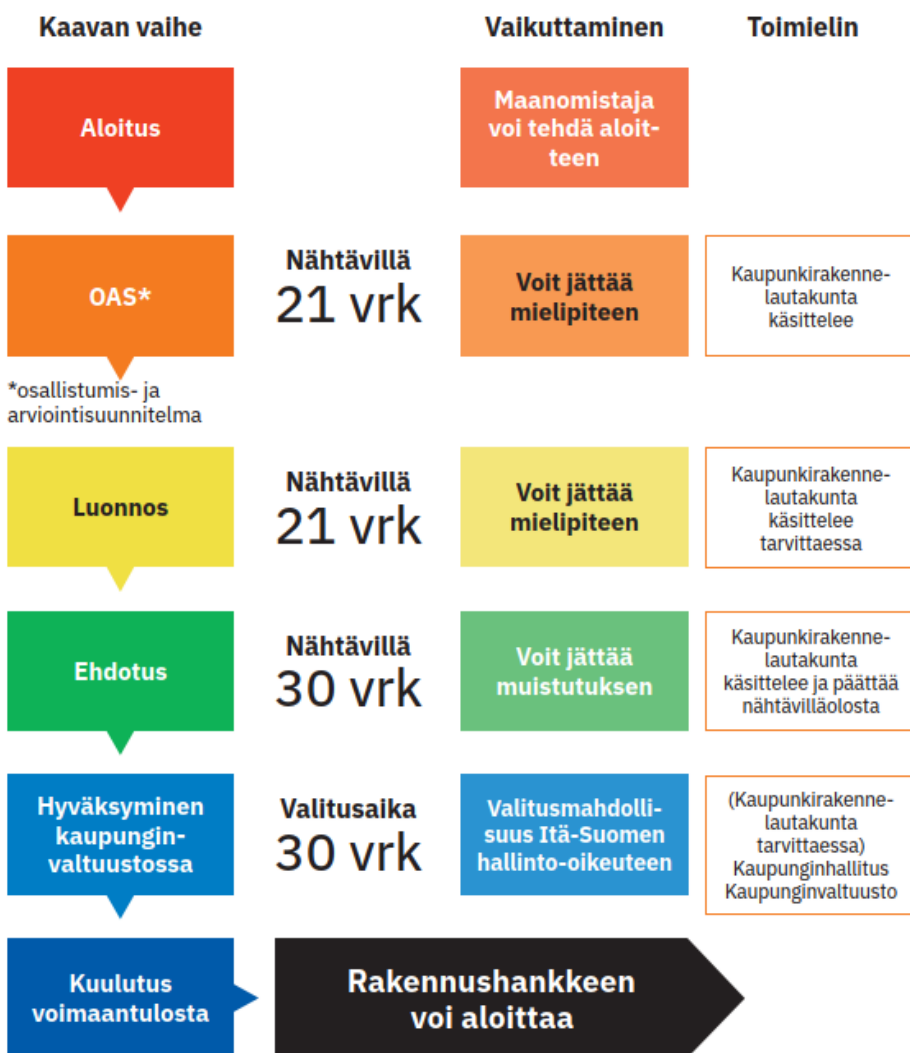 Kaavan vaihe
Vaikuttaminen
Toimielin
Aloitus
Maanomistaja
voi tehdä aloit-
teen
OAS*
Nähtävillä
21 vrk
Voit jättää
mielipiteen
Kaupunkirakenne-
lautakunta
käsittelee
*osallistumis- ja
arviointisuunnitelma
Luonnos
Nähtävillä
21 vrk
Voit jättää
mielipiteen
Kaupunkirakenne-
lautakunta
käsittelee
tarvittaessa
Ehdotus
Nähtävillä
30 vrk
Voit jättää
muistutuksen
Kaupunkirakenne-
lautakunta
käsittelee ja päättää
nähtävilläolosta
Hyväksyminen
kaupungin-
valtuustossa
Valitusaika
30 vrk
Valitusmahdolli-
suus Itä-Suomen
hallinto-oikeuteen
(Kaupunkirakenne-
lautakunta
tarvittaessa)
Kaupunginhallitus
Kaupunginvaltuusto
Kuulutus
voimaantulosta
Rakennushankkeen
voi aloittaa